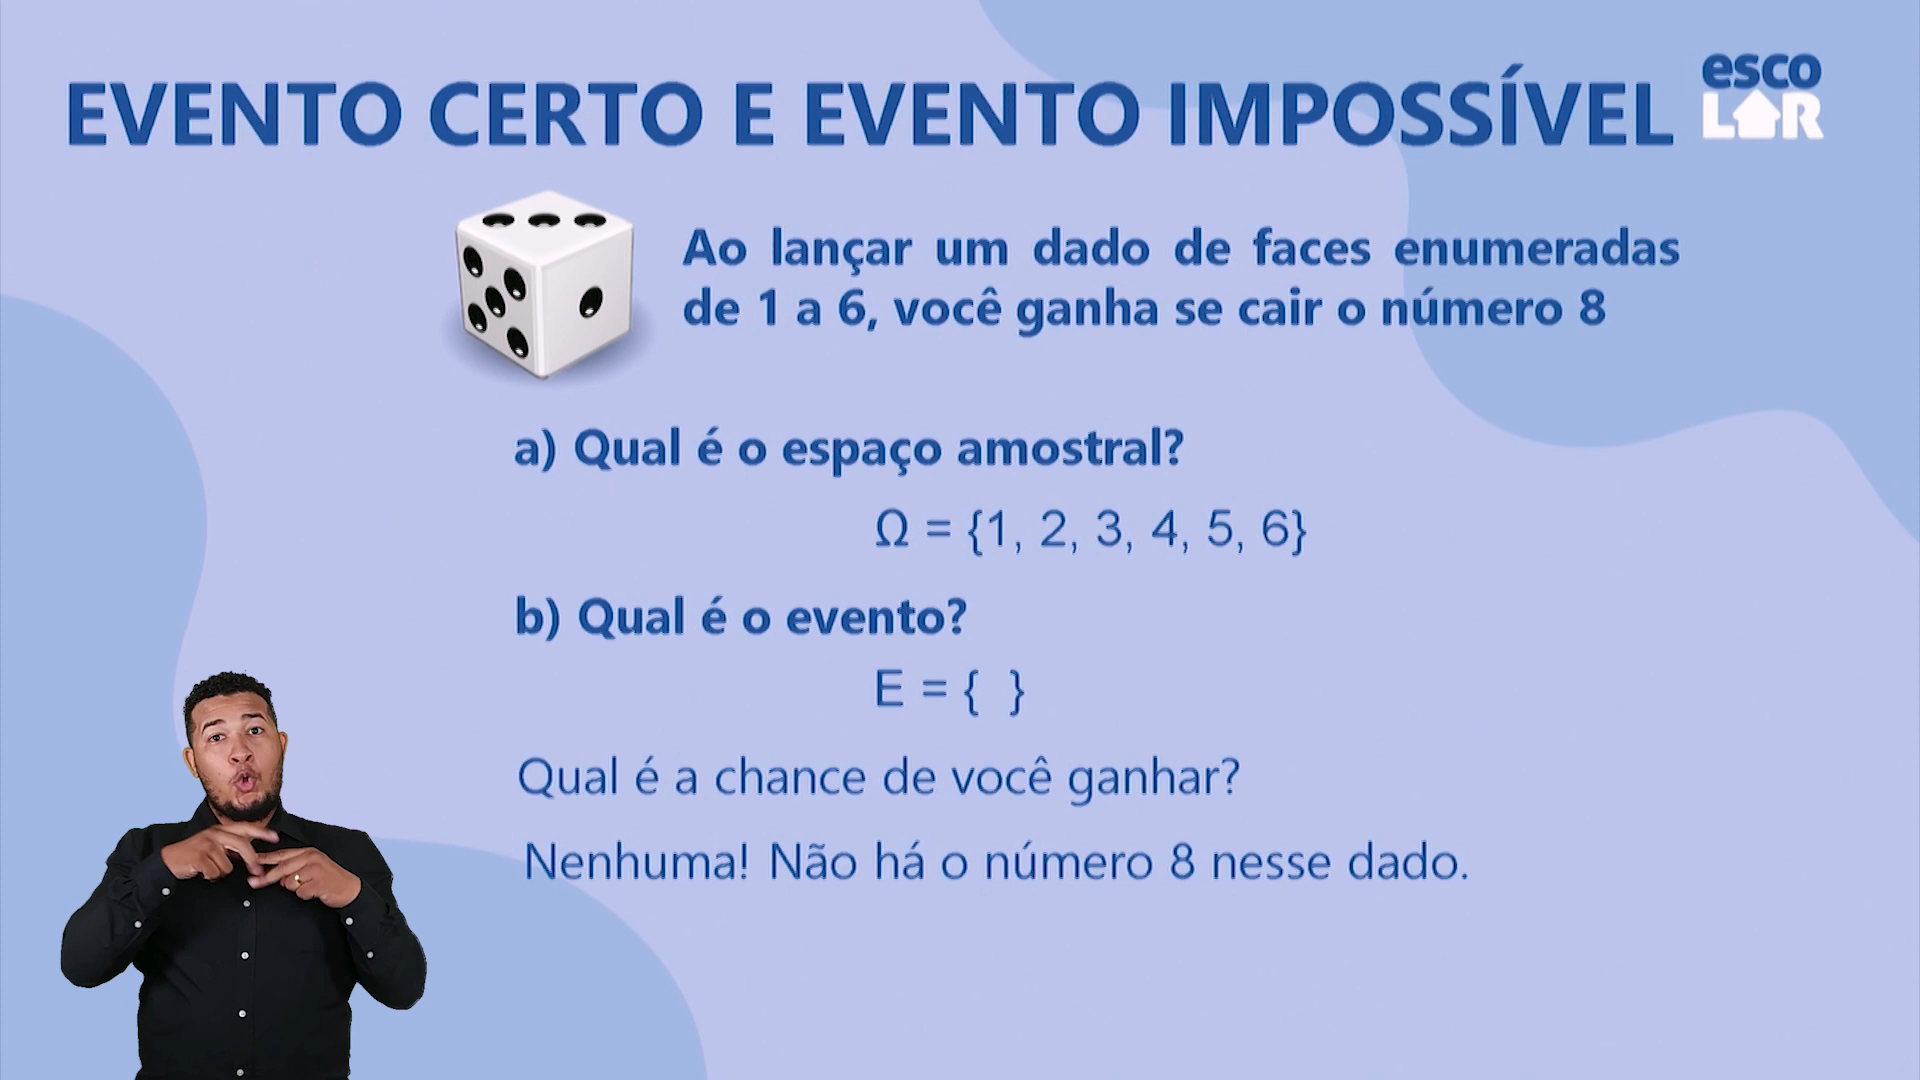 EVENTO CERTO E EVENTO IMPOSSÍVEL
esco
LAR
Ao lançar um dado de faces enumeradas
de 1 a 6, você ganha se cair o número 8
a) Qual é o espaço amostral?
Ω = {1, 2, 3, 4, 5, 6}
b) Qual é o evento?
E = {  }
Qual é a chance de você ganhar?
Nenhuma! Não há o número 8 nesse dado.